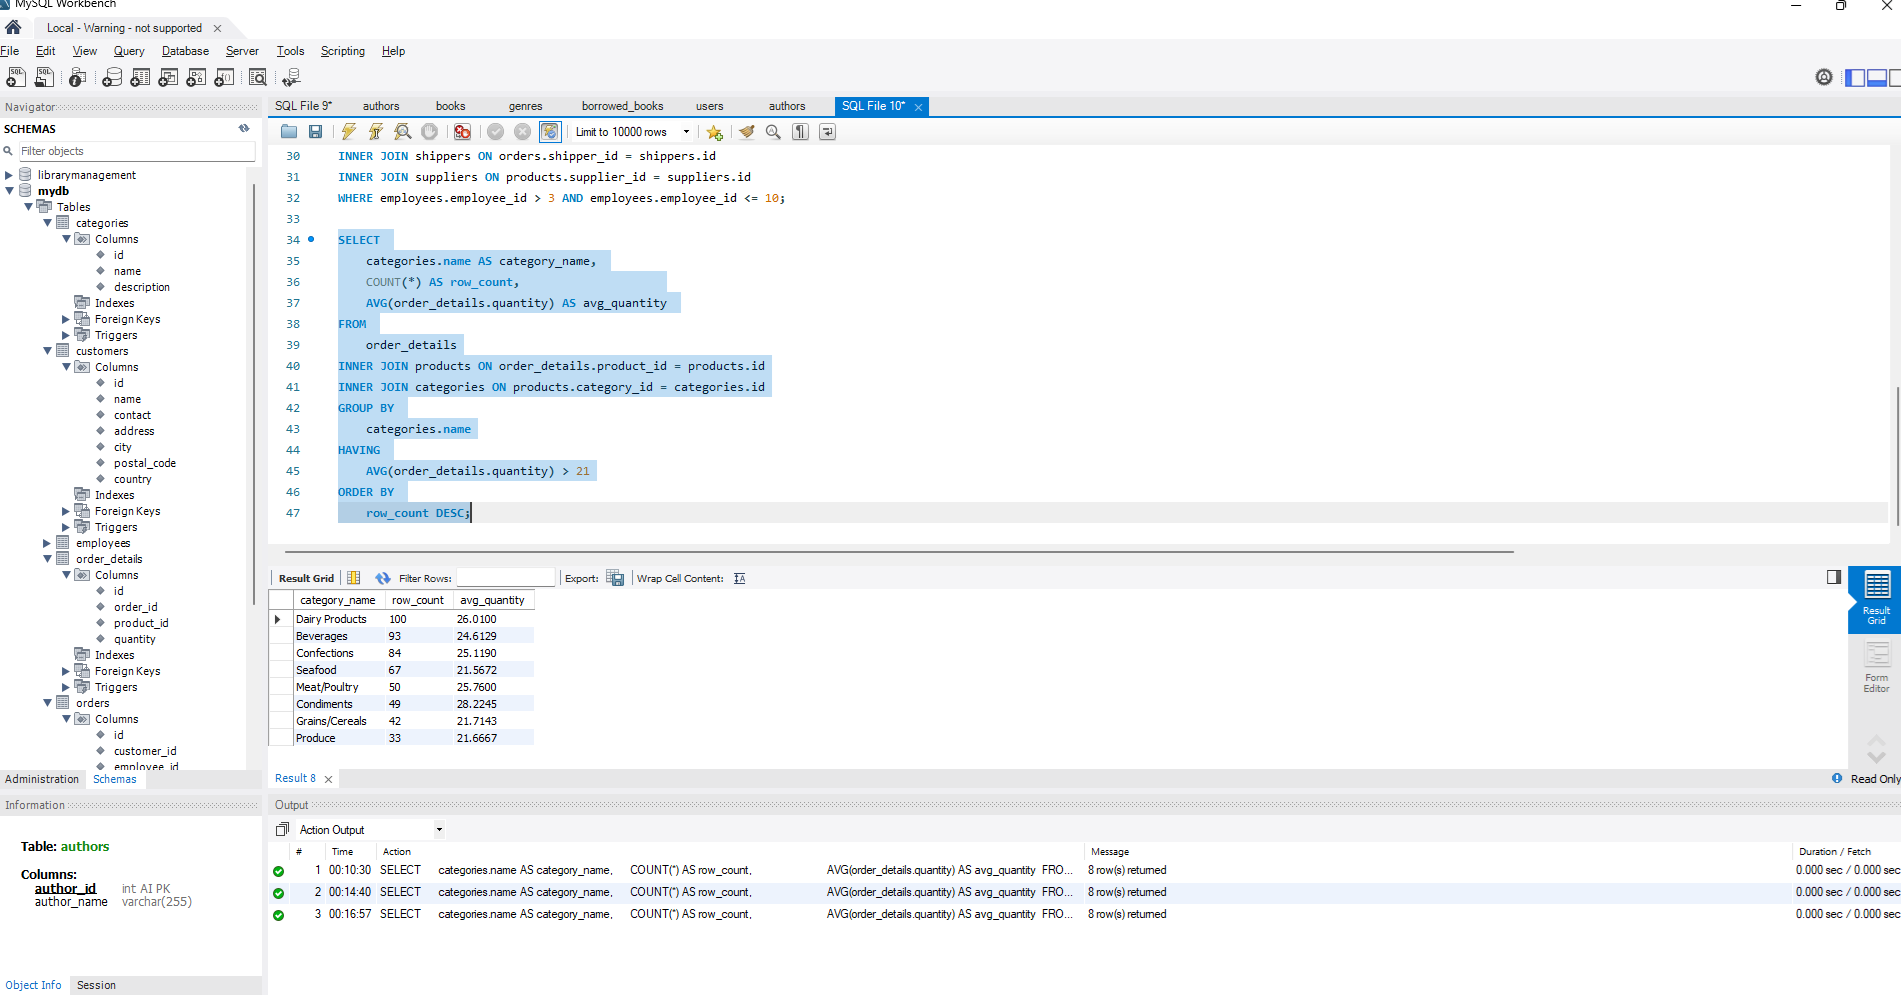 MySQL Workbench
Local - Warning - not supported
File Edit View Query Database Server Tools Scripting Help
Navigator
SCHEMAS
Filter objects
librarymanagement
mydb
Tables
categories
Columns
id
name
description
Indexes
Foreign Keys
Triggers
customers
Columns
id
name
contact
address
city
postal_code
country
Indexes
Foreign Keys
Triggers
employees
order_details
Columns
id
order_id
product_id
quantity
Indexes
Foreign Keys
Triggers
orders
Columns
id
customer_id
employee_id
Administration Schemas
Information
Table: authors
Columns:
author_id int AI PK
author_name varchar(255)
Object Info Session
SQL File 9* authors books genres borrowed_books users authors SQL File 10*
Limit to 10000 rows
30 INNER JOIN shippers ON orders.shipper_id = shippers.id
31 INNER JOIN suppliers ON products.supplier_id = suppliers.id
32 WHERE employees.employee_id > 3 AND employees.employee_id <= 10;
33
34 SELECT
35 categories.name AS category_name,
36 COUNT(*) AS row_count,
37 AVG(order_details.quantity) AS avg_quantity
38 FROM
39 order_details
40 INNER JOIN products ON order_details.product_id = products.id
41 INNER JOIN categories ON products.category_id = categories.id
42 GROUP BY
43 categories.name
44 HAVING
45 AVG(order_details.quantity) > 21
46 ORDER BY
47 row_count DESC;
Result Grid Filter Rows: Export: Wrap Cell Content:
category_name row_count avg_quantity
Dairy Products 100 26.0100
Beverages 93 24.6129
Confections 84 25.1190
Seafood 67 21.5672
Meat/Poultry 50 25.7600
Condiments 49 28.2245
Grains/Cereals 42 21.7143
Produce 33 21.6667
Result Grid
Form Editor
Result 8
Read Only
Output
Action Output
# Time Action Message Duration / Fetch
1 00:10:30 SELECT categories.name AS category_name, COUNT(*) AS row_count, AVG(order_details.quantity) AS avg_quantity FRO... 8 row(s) returned 0.000 sec / 0.000 sec
2 00:14:40 SELECT categories.name AS category_name, COUNT(*) AS row_count, AVG(order_details.quantity) AS avg_quantity FRO... 8 row(s) returned 0.000 sec / 0.000 sec
3 00:16:57 SELECT categories.name AS category_name, COUNT(*) AS row_count, AVG(order_details.quantity) AS avg_quantity FRO... 8 row(s) returned 0.000 sec / 0.000 sec